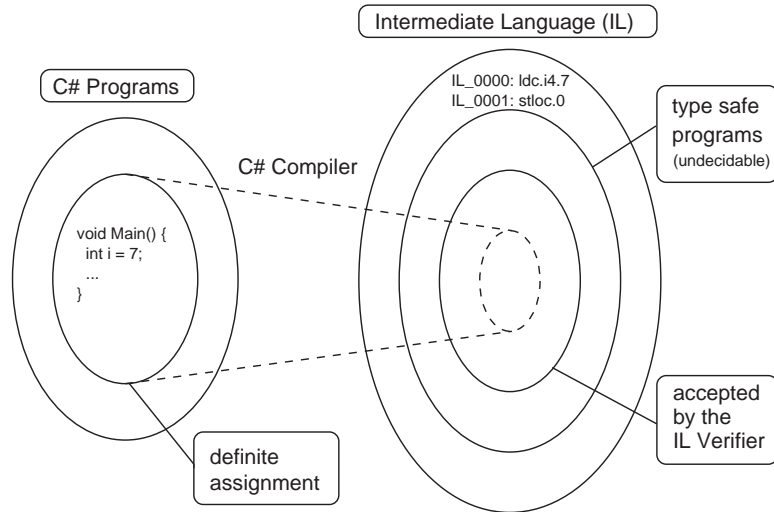 Intermediate Language (IL)
C# Programs
IL_0000: ldc.i4.7
IL_0001: stloc.0
type safe
programs
(undecidable)
C# Compiler
void Main() {
int i = 7;
...
}
accepted
by the
IL Verifier
definite
assignment